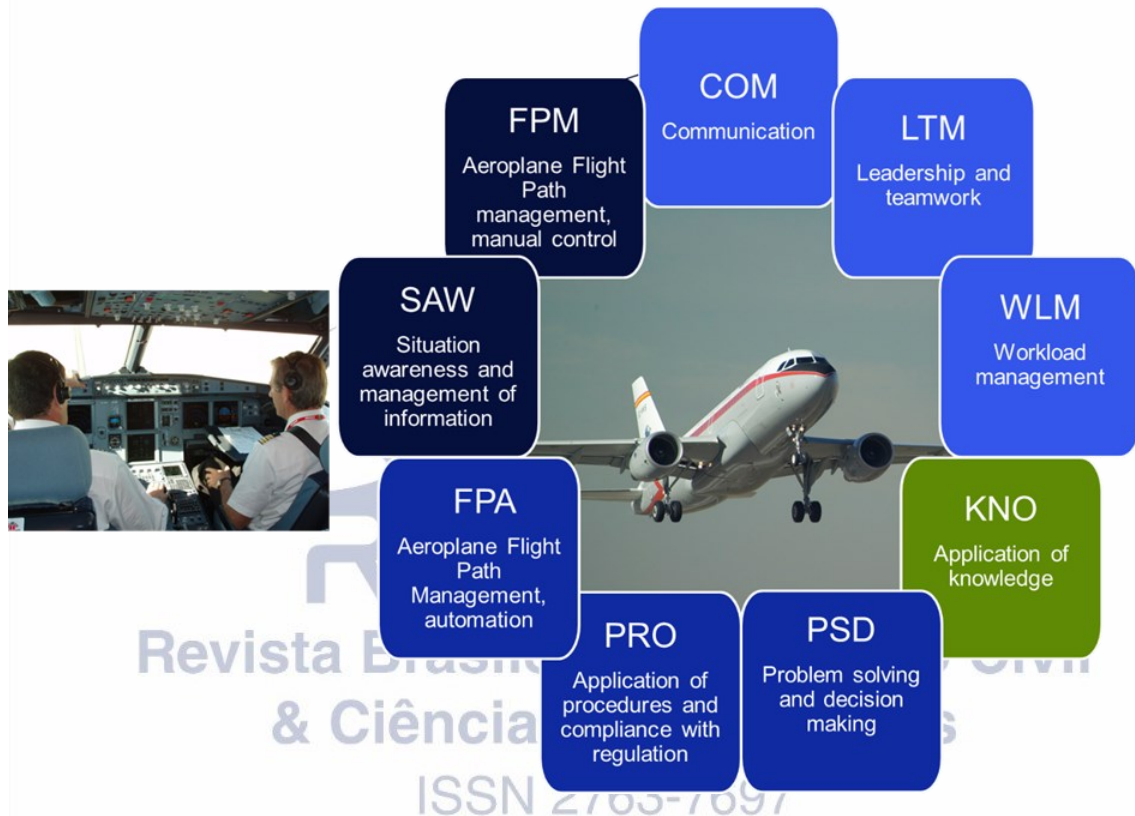 COM
Communication
LTM
Leadership and
teamwork
WLM
Workload
management
KNO
Application of
knowledge
PSD
Problem solving
and decision
making
PRO
Application of
procedures and
compliance with
regulation
FPA
Aeroplane Flight
Path
Management,
automation
SAW
Situation
awareness and
management of
information
FPM
Aeroplane Flight
Path
management,
manual control
Revista
& Ciência
ISSN 2763-7697